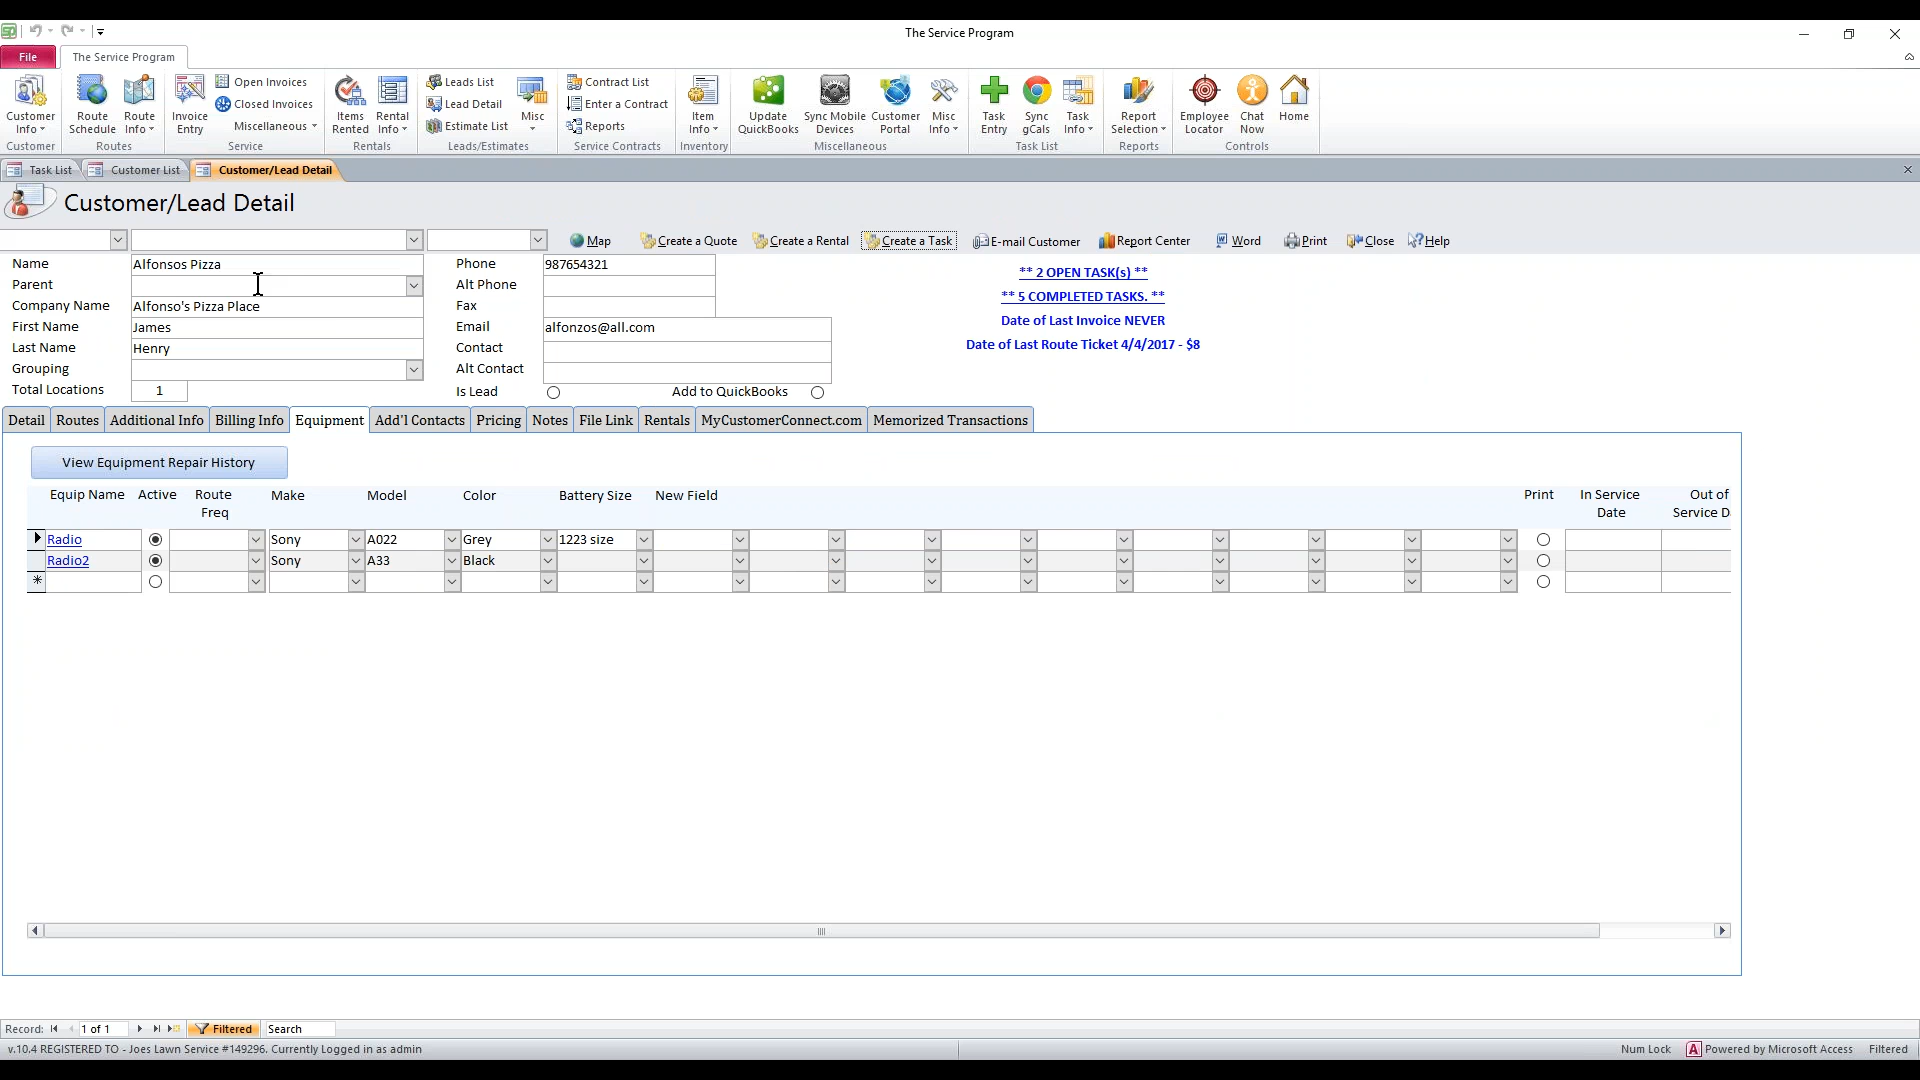 The Service Program
File
The Service Program
Customer Info
Customer
Route Schedule
Route Info
Routes
Invoice Entry
Open Invoices
Closed Invoices
Miscellaneous
Service
Items Rented
Rental Info
Rentals
Leads List
Lead Detail
Estimate List
Misc
Leads/Estimates
Contract List
Enter a Contract
Reports
Service Contracts
Item Info
Inventory
Update QuickBooks
Sync Mobile Devices
Customer Portal
Misc Info
Miscellaneous
Task Entry
Sync gCals
Task Info
Task List
Report Selection
Reports
Employee Locator
Chat Now
Home
Controls
Task List
Customer List
Customer/Lead Detail
Customer/Lead Detail
Map
Create a Quote
Create a Rental
Create a Task
E-mail Customer
Report Center
Word
Print
Close
Help
Name Alfonsos Pizza
Parent
Company Name Alfonso's Pizza Place
First Name James
Last Name Henry
Grouping
Total Locations 1
Phone 987654321
Alt Phone
Fax
Email alfonzos@all.com
Contact
Alt Contact
Is Lead
Add to QuickBooks
** 2 OPEN TASK(s) **
** 5 COMPLETED TASKS. **
Date of Last Invoice NEVER
Date of Last Route Ticket 4/4/2017 - $8
Detail
Routes
Additional Info
Billing Info
Equipment
Add'l Contacts
Pricing
Notes
File Link
Rentals
MyCustomerConnect.com
Memorized Transactions
View Equipment Repair History
Equip Name Active Route Freq Make Model Color Battery Size New Field Print In Service Date Out of Service D
Radio Sony A022 Grey 1223 size
Radio2 Sony A33 Black
*
Record: 1 of 1 Filtered Search
v.10.4 REGISTERED TO - Joes Lawn Service #149296. Currently Logged in as admin
Num Lock
A Powered by Microsoft Access
Filtered